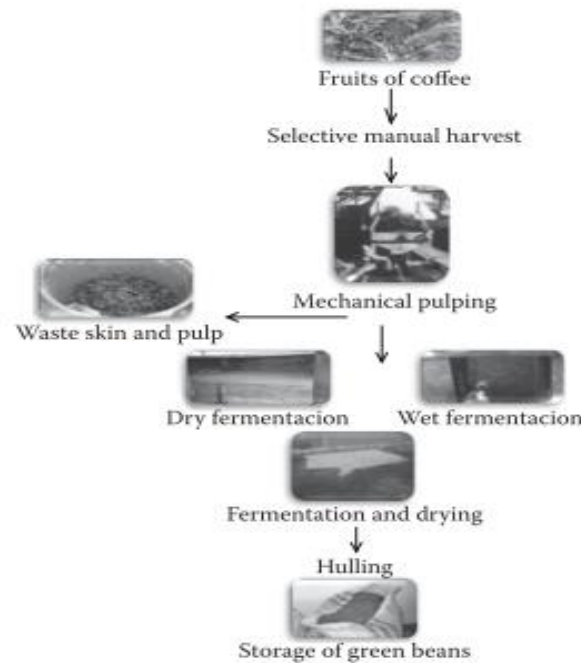 Fruits of coffee
Selective manual harvest
Mechanical pulping
Waste skin and pulp
Dry fermentacion
Wet fermentacion
Fermentation and drying
Hulling
Storage of green beans